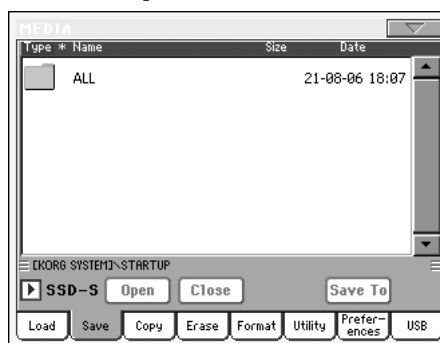 MEDIA
Type * Name Size Date
ALL 21-08-06 18:07
[KORG SYSTEM]\STARTUP
SSD-S Open Close Save To
Load Save Copy Erase Format Utility Prefer-ences USB